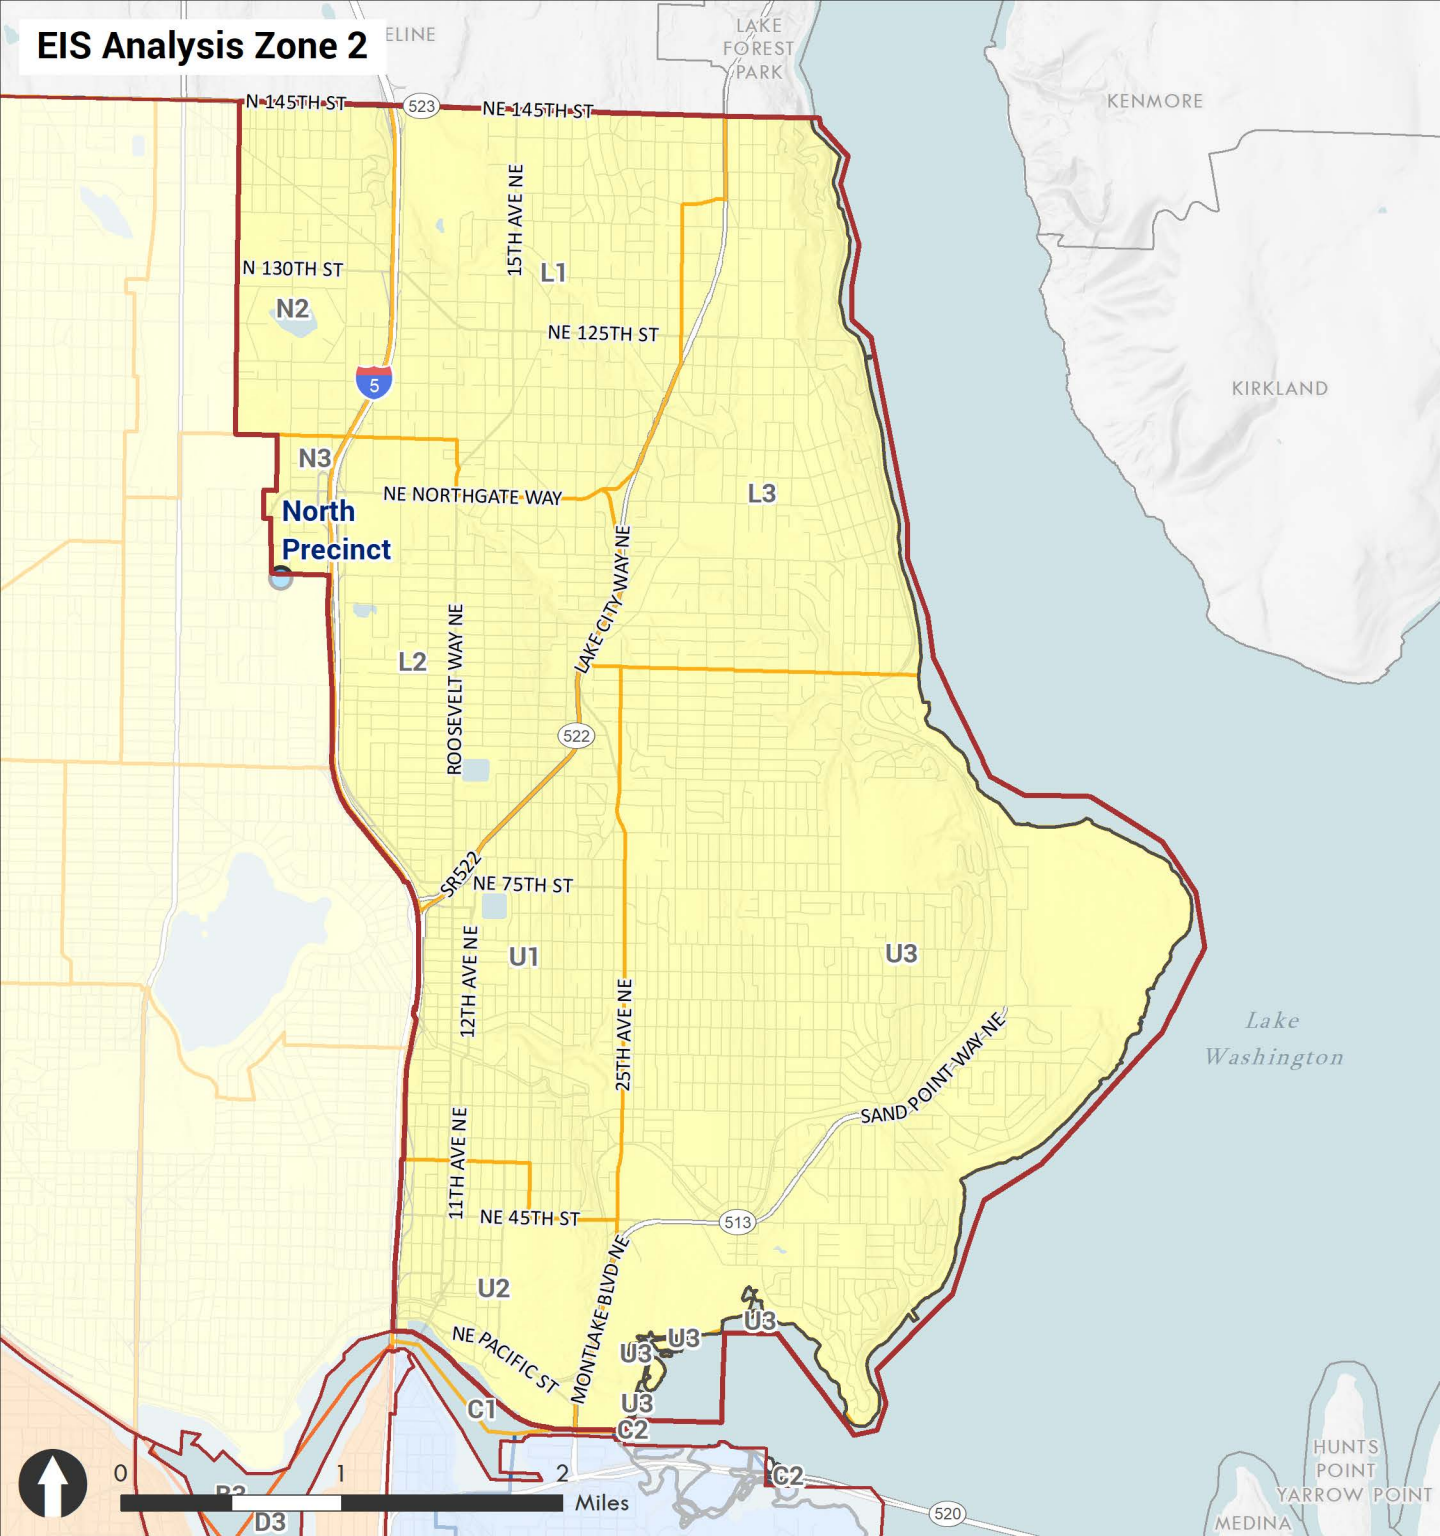 EIS Analysis Zone 2
ELINE
LAKE
FOREST
PARK
KENMORE
N 145TH ST
523
NE 145TH ST
15TH AVE NE
N 130TH ST
L1
N2
NE 125TH ST
5
KIRKLAND
N3
NE NORTHGATE WAY
L3
North
Precinct
LAKE CITY WAY NE
ROOSEVELT WAY NE
L2
522
SR522
NE 75TH ST
12TH AVE NE
U1
U3
25TH AVE NE
SAND POINT WAY NE
Lake
Washington
11TH AVE NE
NE 45TH ST
513
MONTLAKE BLVD NE
U2
NE PACIFIC ST
U3
U3
U3
U3
C1
C2
C2
0
1
2
Miles
D3
520
HUNTS
POINT
YARROW POINT
MEDINA